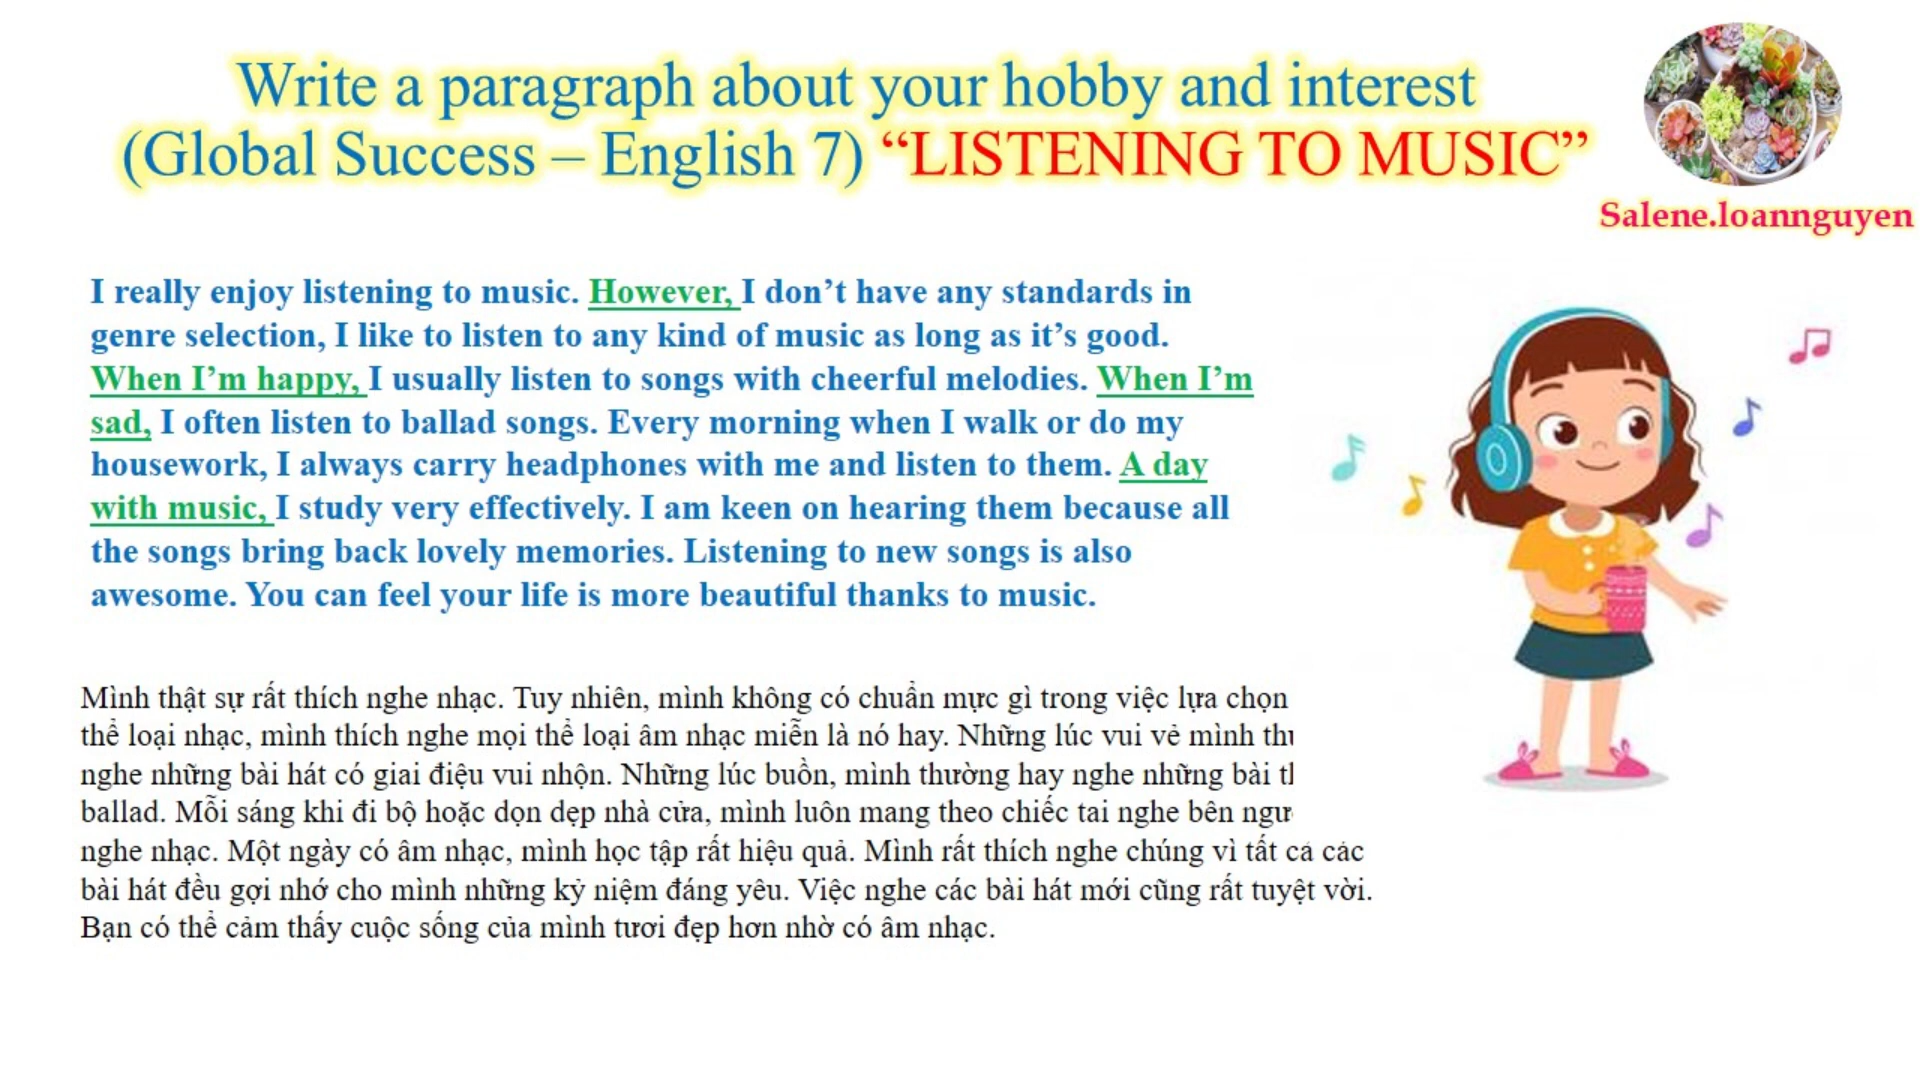 Write a paragraph about your hobby and interest
(Global Success – English 7) “LISTENING TO MUSIC”
Salene.loannguyen
I really enjoy listening to music. However, I don’t have any standards in
genre selection, I like to listen to any kind of music as long as it’s good.
When I’m happy, I usually listen to songs with cheerful melodies. When I’m
sad, I often listen to ballad songs. Every morning when I walk or do my
housework, I always carry headphones with me and listen to them. A day
with music, I study very effectively. I am keen on hearing them because all
the songs bring back lovely memories. Listening to new songs is also
awesome. You can feel your life is more beautiful thanks to music.
Mình thật sự rất thích nghe nhạc. Tuy nhiên, mình không có chuẩn mực gì trong việc lựa chọn
thể loại nhạc, mình thích nghe mọi thể loại âm nhạc miễn là nó hay. Những lúc vui vẻ mình
nghe những bài hát có giai điệu vui nhộn. Những lúc buồn, mình thường hay nghe những bài
ballad. Mỗi sáng khi đi bộ hoặc dọn dẹp nhà cửa, mình luôn mang theo chiếc tai nghe bên
nghe nhạc. Một ngày có âm nhạc, mình học tập rất hiệu quả. Mình rất thích nghe chúng vì tất cả các
bài hát đều gợi nhớ cho mình những kỷ niệm đáng yêu. Việc nghe các bài hát mới cũng rất tuyệt vời.
Bạn có thể cảm thấy cuộc sống của mình tươi đẹp hơn nhờ có âm nhạc.